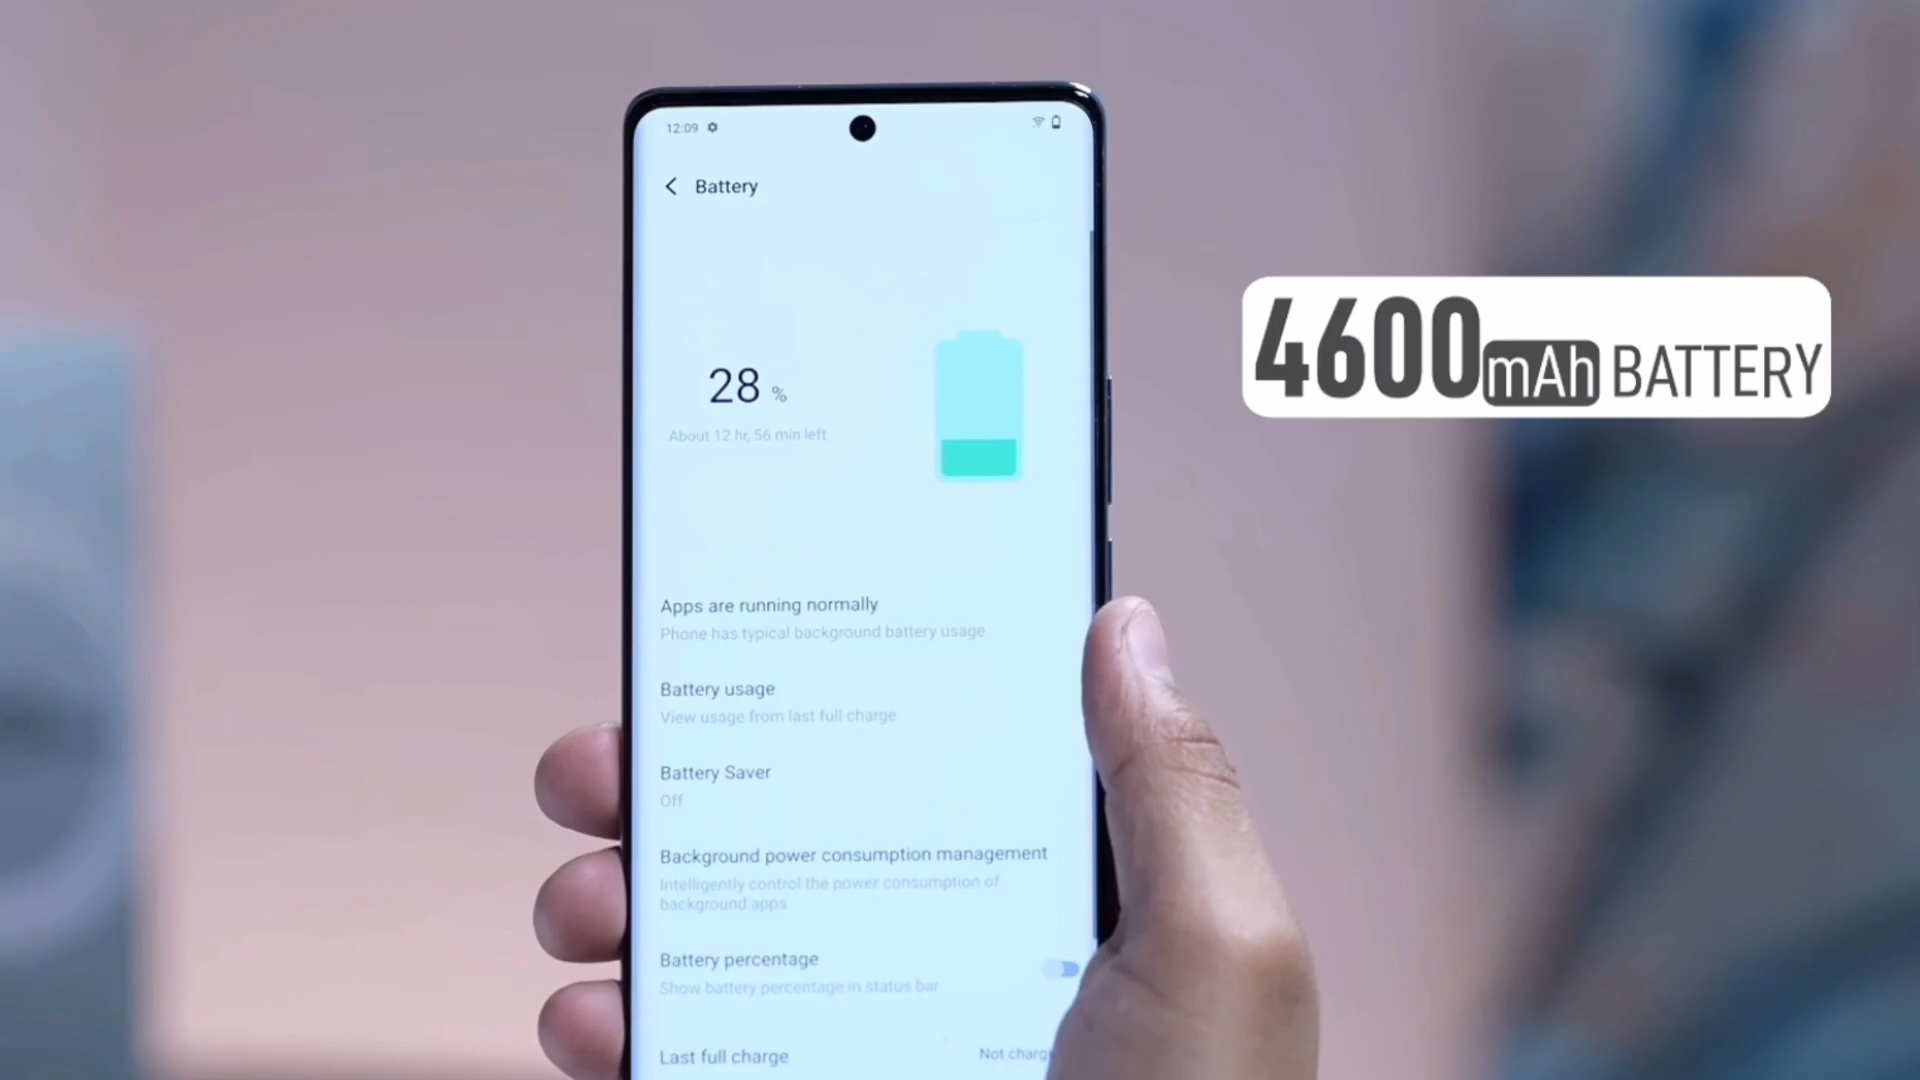 12:09
Battery
28 %
About 12 hr, 56 min left
4600mAh BATTERY
Apps are running normally
Phone has typical background battery usage
Battery usage
View usage from last full charge
Battery Saver
Off
Background power consumption management
Intelligently control the power consumption of
background apps
Battery percentage
Show battery percentage in status bar
Last full charge
Not